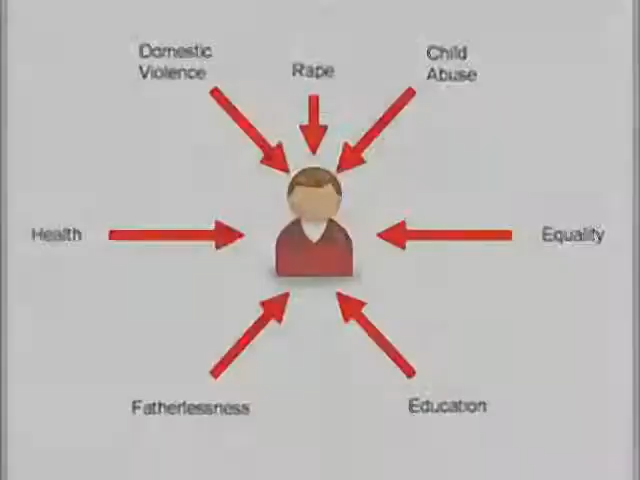 Domestic
Violence
Rape
Child
Abuse
Health
Equality
Fatherlessness
Education